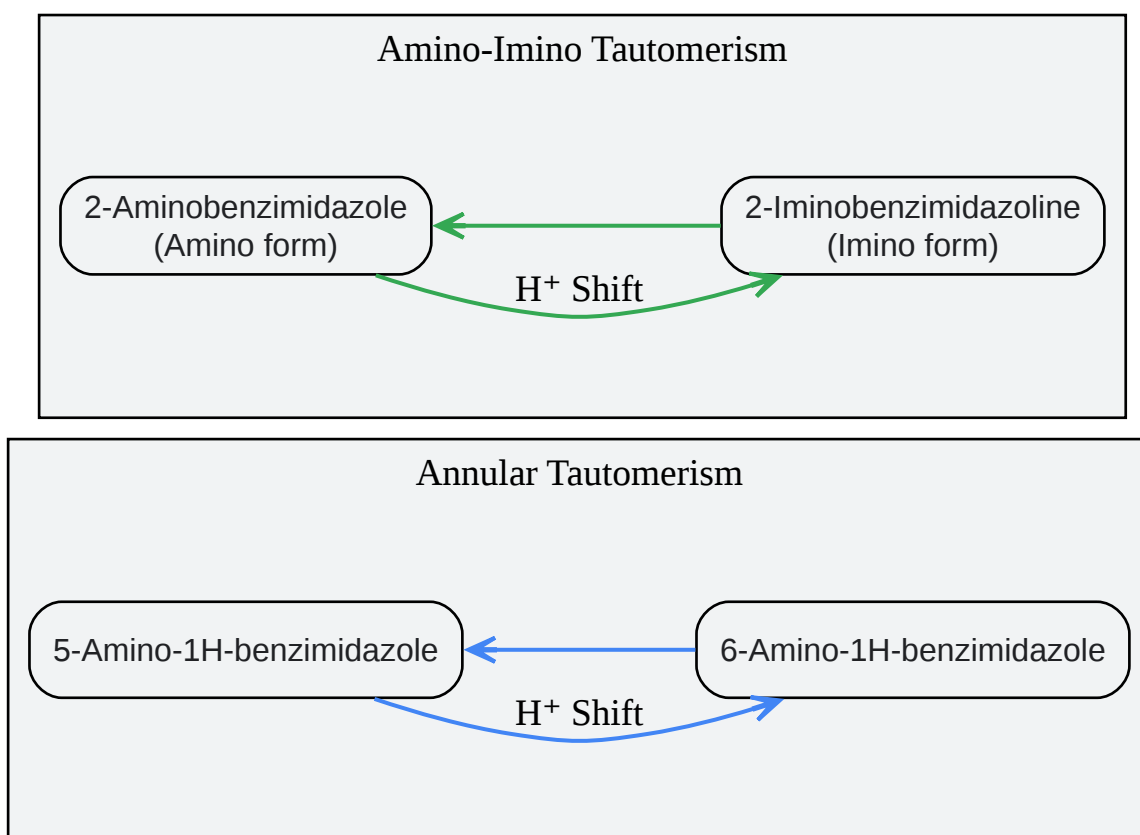 Amino-Imino Tautomerism
2-Aminobenzimidazole
(Amino form)
2-Iminobenzimidazoline
(Imino form)
H⁺ Shift
Annular Tautomerism
5-Amino-1H-benzimidazole
6-Amino-1H-benzimidazole
H⁺ Shift